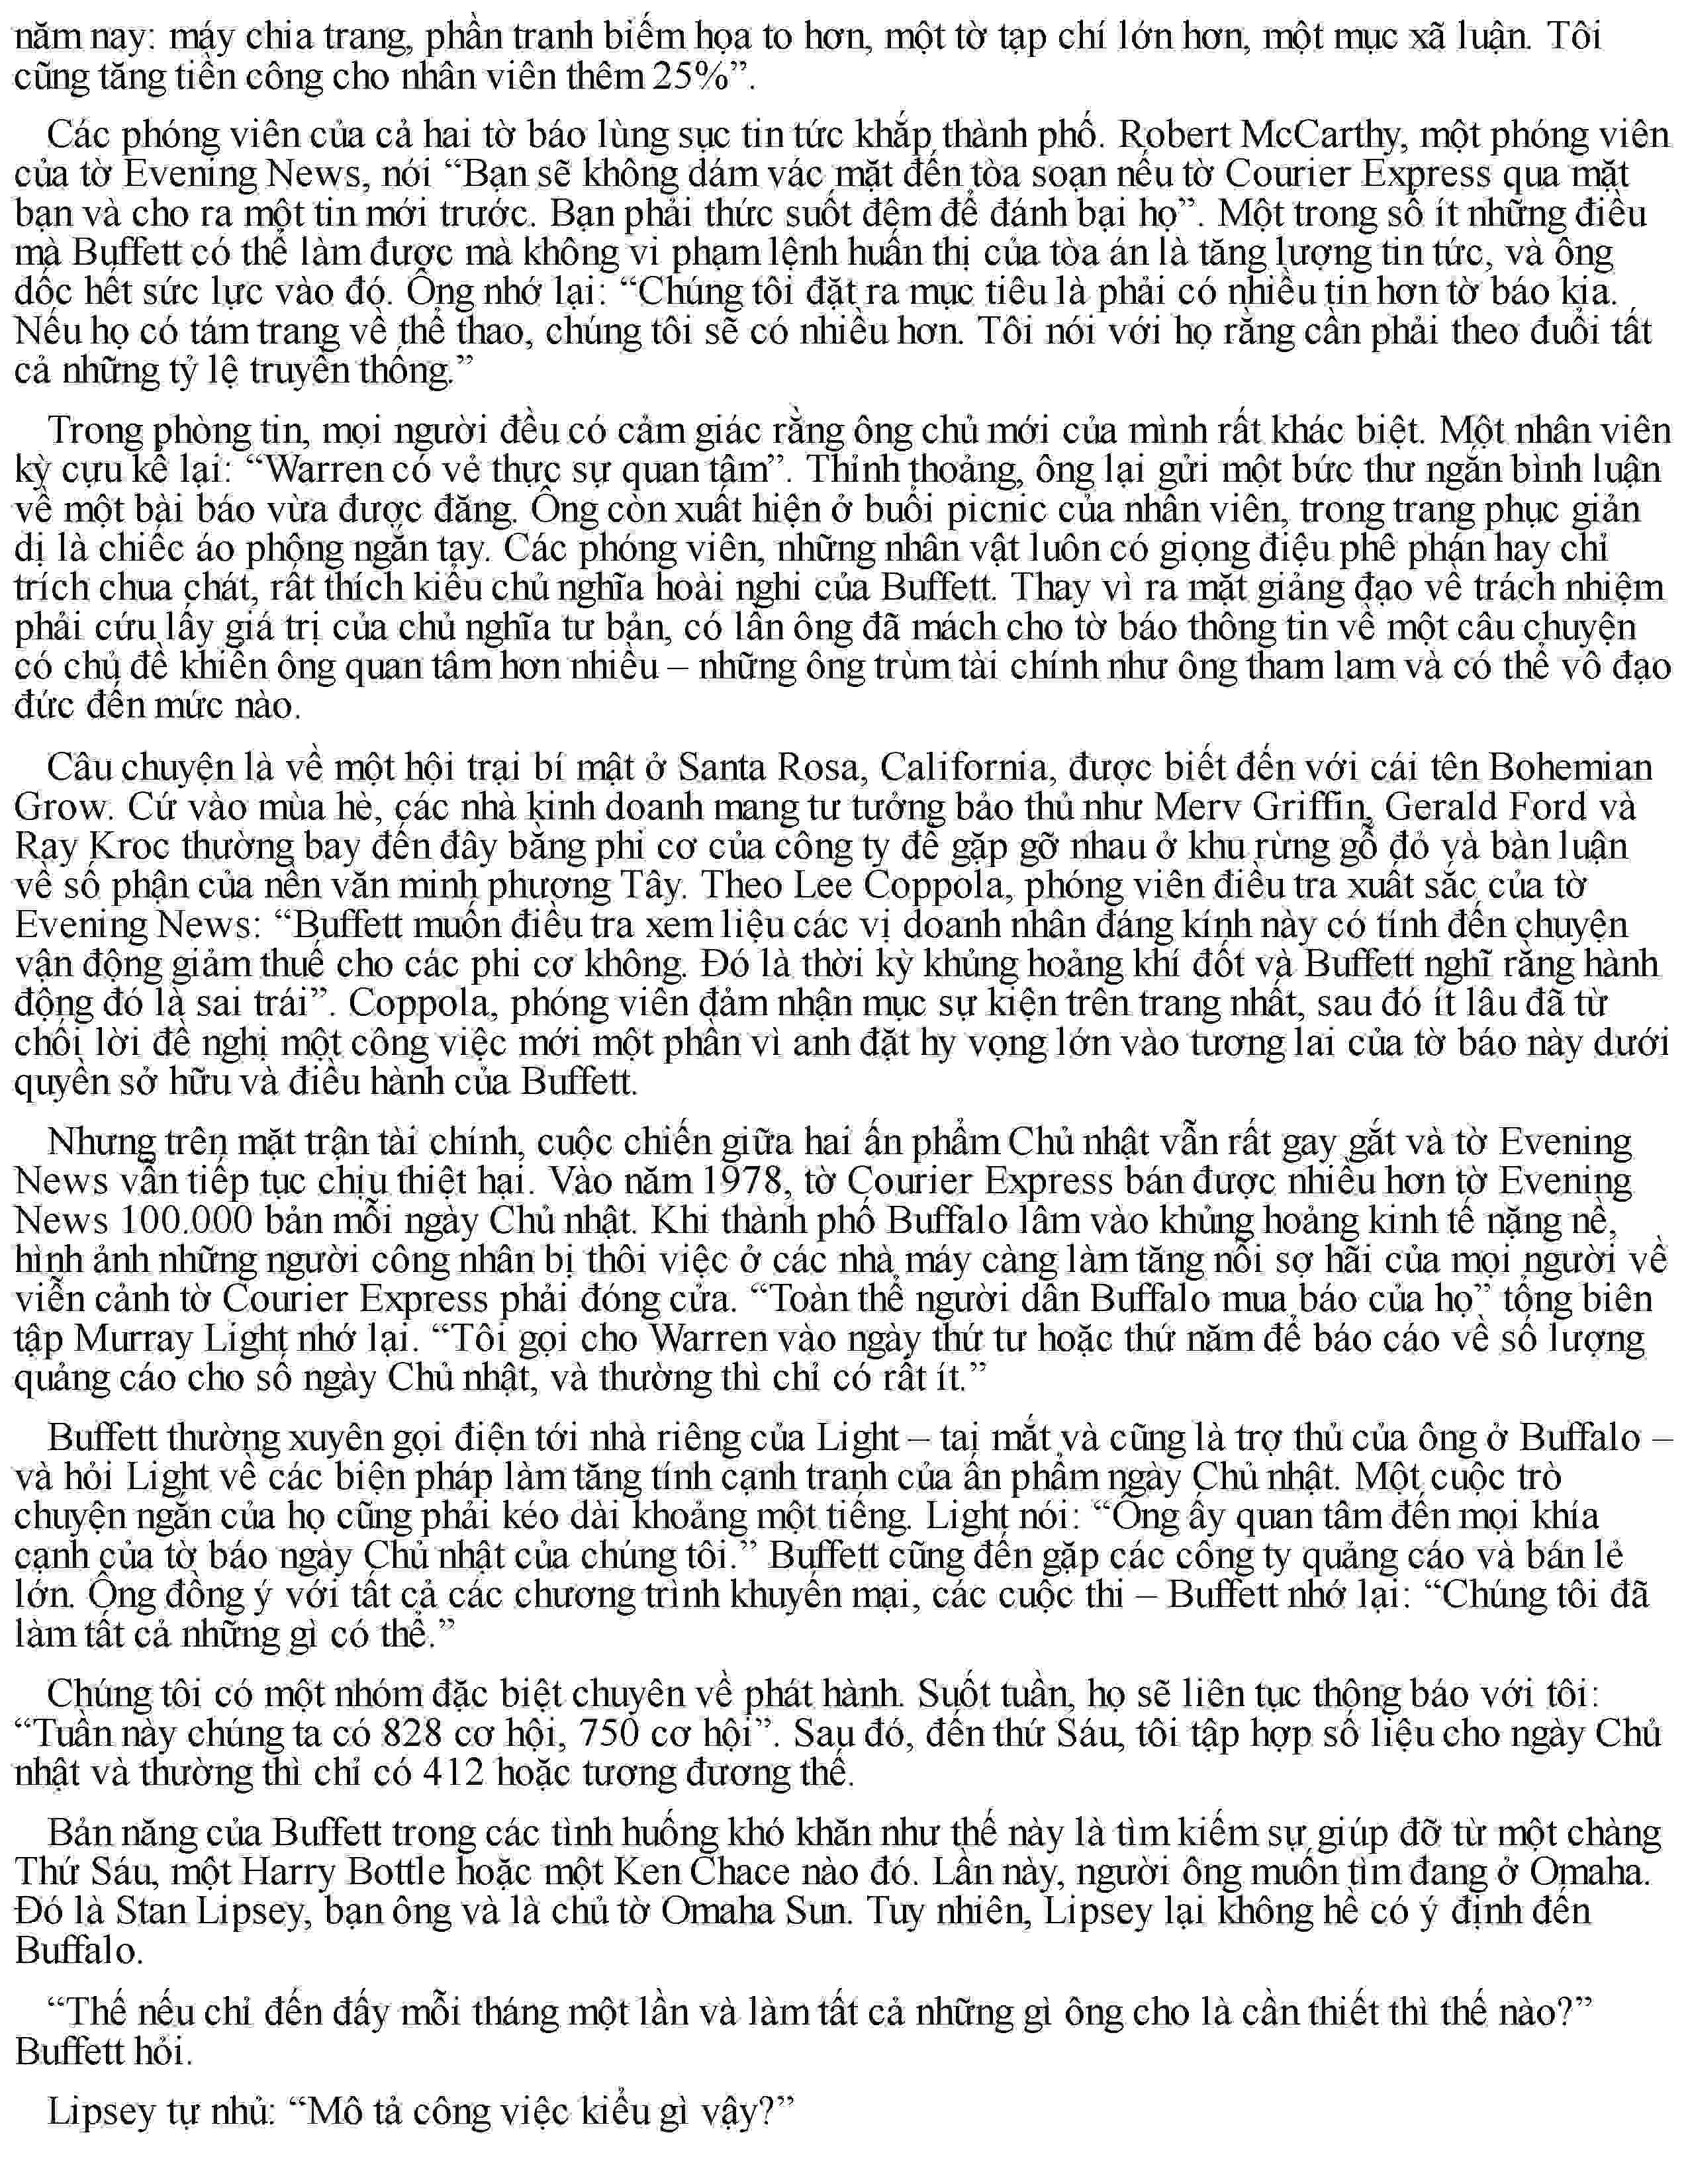 năm nay: máy chia trang, phần tranh biếm họa to hơn, một tờ tạp chí lớn hơn, một mục xã luận. Tôi
cũng tăng tiền công cho nhân viên thêm 25%”.
Các phóng viên của cả hai tờ báo lùng sục tin tức khắp thành phố. Robert McCarthy, một phóng viên
của tờ Evening News, nói “Bạn sẽ không dám vác mặt đến tòa soạn nếu tờ Courier Express qua mặt
bạn và cho ra một tin mới trước. Bạn phải thức suốt đêm để đánh bại họ”. Một trong số ít những điều
mà Buffett có thể làm được mà không vi phạm lệnh huấn thị của tòa án là tăng lượng tin tức, và ông
dốc hết sức lực vào đó. Ông nhớ lại: “Chúng tôi đặt ra mục tiêu là phải có nhiều tin hơn tờ báo kia.
Nếu họ có tám trang về thể thao, chúng tôi sẽ có nhiều hơn. Tôi nói với họ rằng cần phải theo đuổi tất
cả những tỷ lệ truyền thống.”
Trong phòng tin, mọi người đều có cảm giác rằng ông chủ mới của mình rất khác biệt. Một nhân viên
kỳ cựu kể lại: “Warren có vẻ thực sự quan tâm”. Thỉnh thoảng, ông lại gửi một bức thư ngắn bình luận
về một bài báo vừa được đăng. Ông còn xuất hiện ở buổi picnic của nhân viên, trong trang phục giản
dị là chiếc áo phông ngắn tay. Các phóng viên, những nhân vật luôn có giọng điệu phê phán hay chỉ
trích chua chát, rất thích kiểu chủ nghĩa hoài nghi của Buffett. Thay vì ra mặt giảng đạo về trách nhiệm
phải cứu lấy giá trị của chủ nghĩa tư bản, có lần ông đã mách cho tờ báo thông tin về một câu chuyện
có chủ đề khiến ông quan tâm hơn nhiều – những ông trùm tài chính như ông tham lam và có thể vô đạo
đức đến mức nào.
Câu chuyện là về một hội trại bí mật ở Santa Rosa, California, được biết đến với cái tên Bohemian
Grow. Cứ vào mùa hè, các nhà kinh doanh mang tư tưởng bảo thủ như Merv Griffin, Gerald Ford và
Ray Kroc thường bay đến đây bằng phi cơ của công ty để gặp gỡ nhau ở khu rừng gỗ đỏ và bàn luận
về số phận của nền văn minh phương Tây. Theo Lee Coppola, phóng viên điều tra xuất sắc của tờ
Evening News: “Buffett muốn điều tra xem liệu các vị doanh nhân đáng kính này có tính đến chuyện
vận động giảm thuế cho các phi cơ không. Đó là thời kỳ khủng hoảng khí đốt và Buffett nghĩ rằng hành
động đó là sai trái”. Coppola, phóng viên đảm nhận mục sự kiện trên trang nhất, sau đó ít lâu đã từ
chối lời đề nghị một công việc mới một phần vì anh đặt hy vọng lớn vào tương lai của tờ báo này dưới
quyền sở hữu và điều hành của Buffett.
Nhưng trên mặt trận tài chính, cuộc chiến giữa hai ấn phẩm Chủ nhật vẫn rất gay gắt và tờ Evening
News vẫn tiếp tục chịu thiệt hại. Vào năm 1978, tờ Courier Express bán được nhiều hơn tờ Evening
News 100.000 bản mỗi ngày Chủ nhật. Khi thành phố Buffalo lâm vào khủng hoảng kinh tế nặng nề,
hình ảnh những người công nhân bị thôi việc ở các nhà máy càng làm tăng nỗi sợ hãi của mọi người về
viễn cảnh tờ Courier Express phải đóng cửa. “Toàn thể người dân Buffalo mua báo của họ” tổng biên
tập Murray Light nhớ lại. “Tôi gọi cho Warren vào ngày thứ tư hoặc thứ năm để báo cáo về số lượng
quảng cáo cho số ngày Chủ nhật, và thường thì chỉ có rất ít.”
Buffett thường xuyên gọi điện tới nhà riêng của Light – tai mắt và cũng là trợ thủ của ông ở Buffalo –
và hỏi Light về các biện pháp làm tăng tính cạnh tranh của ấn phẩm ngày Chủ nhật. Một cuộc trò
chuyện ngắn của họ cũng phải kéo dài khoảng một tiếng. Light nói: “Ông ấy quan tâm đến mọi khía
cạnh của tờ báo ngày Chủ nhật của chúng tôi.” Buffett cũng đến gặp các công ty quảng cáo và bán lẻ
lớn. Ông đồng ý với tất cả các chương trình khuyến mại, các cuộc thi – Buffett nhớ lại: “Chúng tôi đã
làm tất cả những gì có thể.”
Chúng tôi có một nhóm đặc biệt chuyên về phát hành. Suốt tuần, họ sẽ liên tục thông báo với tôi:
“Tuần này chúng ta có 828 cơ hội, 750 cơ hội”. Sau đó, đến thứ Sáu, tôi tập hợp số liệu cho ngày Chủ
nhật và thường thì chỉ có 412 hoặc tương đương thế.
Bản năng của Buffett trong các tình huống khó khăn như thế này là tìm kiếm sự giúp đỡ từ một chàng
Thứ Sáu, một Harry Bottle hoặc một Ken Chace nào đó. Lần này, người ông muốn tìm đang ở Omaha.
Đó là Stan Lipsey, bạn ông và là chủ tờ Omaha Sun. Tuy nhiên, Lipsey lại không hề có ý định đến
Buffalo.
“Thế nếu chỉ đến đấy mỗi tháng một lần và làm tất cả những gì ông cho là cần thiết thì thế nào?”
Buffett hỏi.
Lipsey tự nhủ: “Mô tả công việc kiểu gì vậy?”